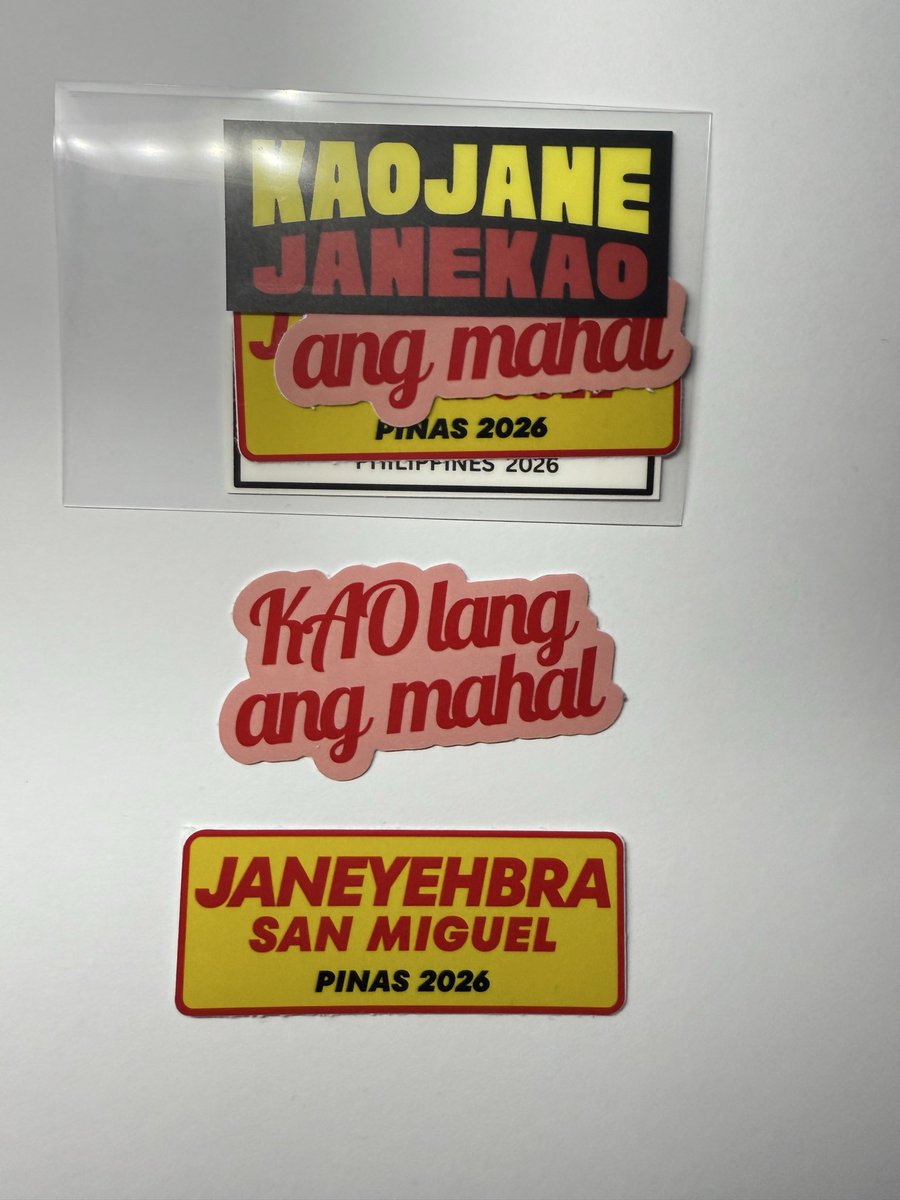 KAOJANE
JANEKAO
ang mahal
PINAS 2026
PHILIPPINES 2026
KAO lang
ang mahal
JANEYEHBRA
SAN MIGUEL
PINAS 2026